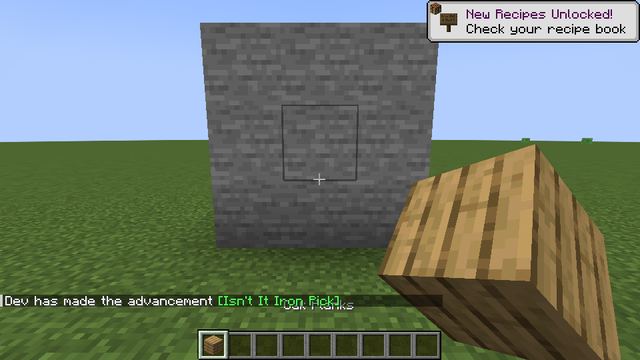 New Recipes Unlocked!
Check your recipe book
Dev has made the advancement [Isn't It Iron Pick]
Oak Planks